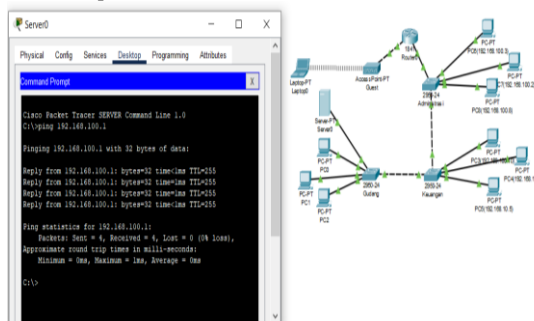 Server0
Physical Config Services Desktop Programming Attributes
Command Prompt X
Cisco Packet Tracer SERVER Command Line 1.0
C:\>ping 192.168.100.1
Pinging 192.168.100.1 with 32 bytes of data:
Reply from 192.168.100.1: bytes=32 time<1ms TTL=255
Reply from 192.168.100.1: bytes=32 time<1ms TTL=255
Reply from 192.168.100.1: bytes=32 time<1ms TTL=255
Reply from 192.168.100.1: bytes=32 time<1ms TTL=255
Ping statistics for 192.168.100.1:
Packets: Sent = 4, Received = 4, Lost = 0 (0% loss),
Approximate round trip times in milli-seconds:
Minimum = 0ms, Maximum = 1ms, Average = 0ms
C:\>
1841
Router0
Laptop-PT
Laptop0
AccessPoint-PT
Guest
2960-24
PC-PT
PC-PT
PC-PT
Server-PT
Server0
PC-PT
PC0
PC-PT
PC1
PC-PT
PC2
2960-24
Gudang
2960-24
Keuangan
PC-PT
PC-PT
PC-PT